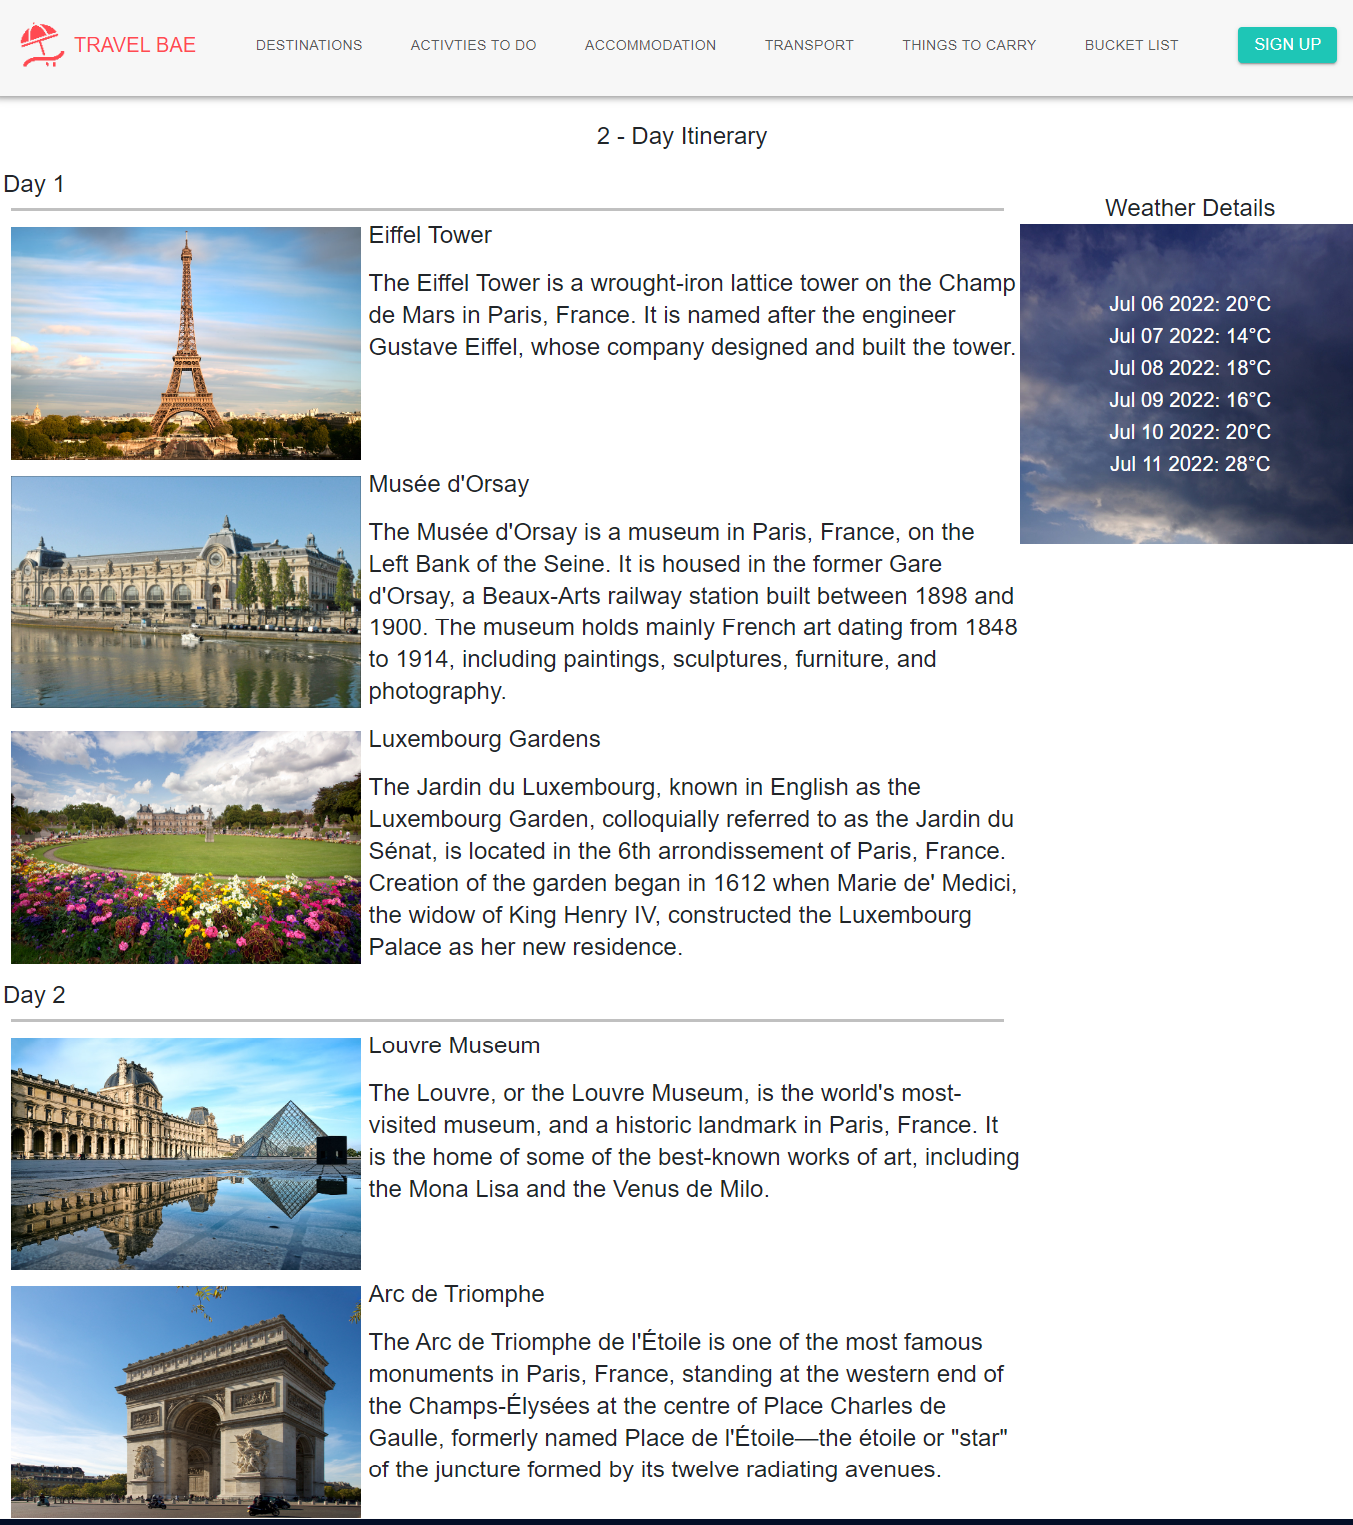 TRAVEL BAE
DESTINATIONS
ACTIVTIES TO DO
ACCOMMODATION
TRANSPORT
THINGS TO CARRY
BUCKET LIST
SIGN UP
2 - Day Itinerary
Day 1
Eiffel Tower
The Eiffel Tower is a wrought-iron lattice tower on the Champ
de Mars in Paris, France. It is named after the engineer
Gustave Eiffel, whose company designed and built the tower.
Musée d'Orsay
The Musée d'Orsay is a museum in Paris, France, on the
Left Bank of the Seine. It is housed in the former Gare
d'Orsay, a Beaux-Arts railway station built between 1898 and
1900. The museum holds mainly French art dating from 1848
to 1914, including paintings, sculptures, furniture, and
photography.
Luxembourg Gardens
The Jardin du Luxembourg, known in English as the
Luxembourg Garden, colloquially referred to as the Jardin du
Sénat, is located in the 6th arrondissement of Paris, France.
Creation of the garden began in 1612 when Marie de' Medici,
the widow of King Henry IV, constructed the Luxembourg
Palace as her new residence.
Day 2
Louvre Museum
The Louvre, or the Louvre Museum, is the world's most-
visited museum, and a historic landmark in Paris, France. It
is the home of some of the best-known works of art, including
the Mona Lisa and the Venus de Milo.
Arc de Triomphe
The Arc de Triomphe de l'Étoile is one of the most famous
monuments in Paris, France, standing at the western end of
the Champs-Élysées at the centre of Place Charles de
Gaulle, formerly named Place de l'Étoile—the étoile or "star"
of the juncture formed by its twelve radiating avenues.
Weather Details
Jul 06 2022: 20°C
Jul 07 2022: 14°C
Jul 08 2022: 18°C
Jul 09 2022: 16°C
Jul 10 2022: 20°C
Jul 11 2022: 28°C